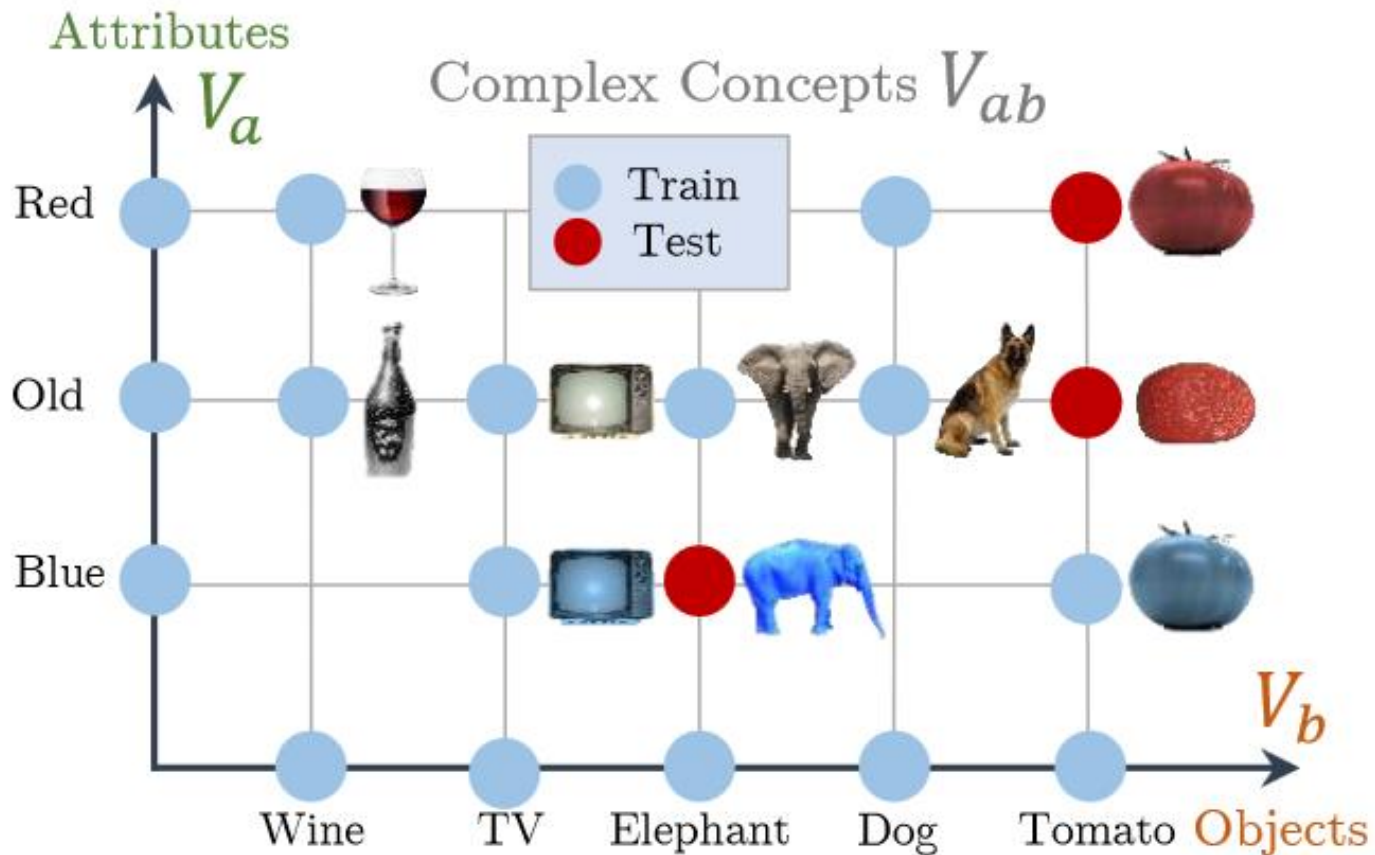 Attributes
V_a
Complex Concepts V_ab
Train
Test
Red
Old
Blue
V_b
Wine TV Elephant Dog Tomato Objects